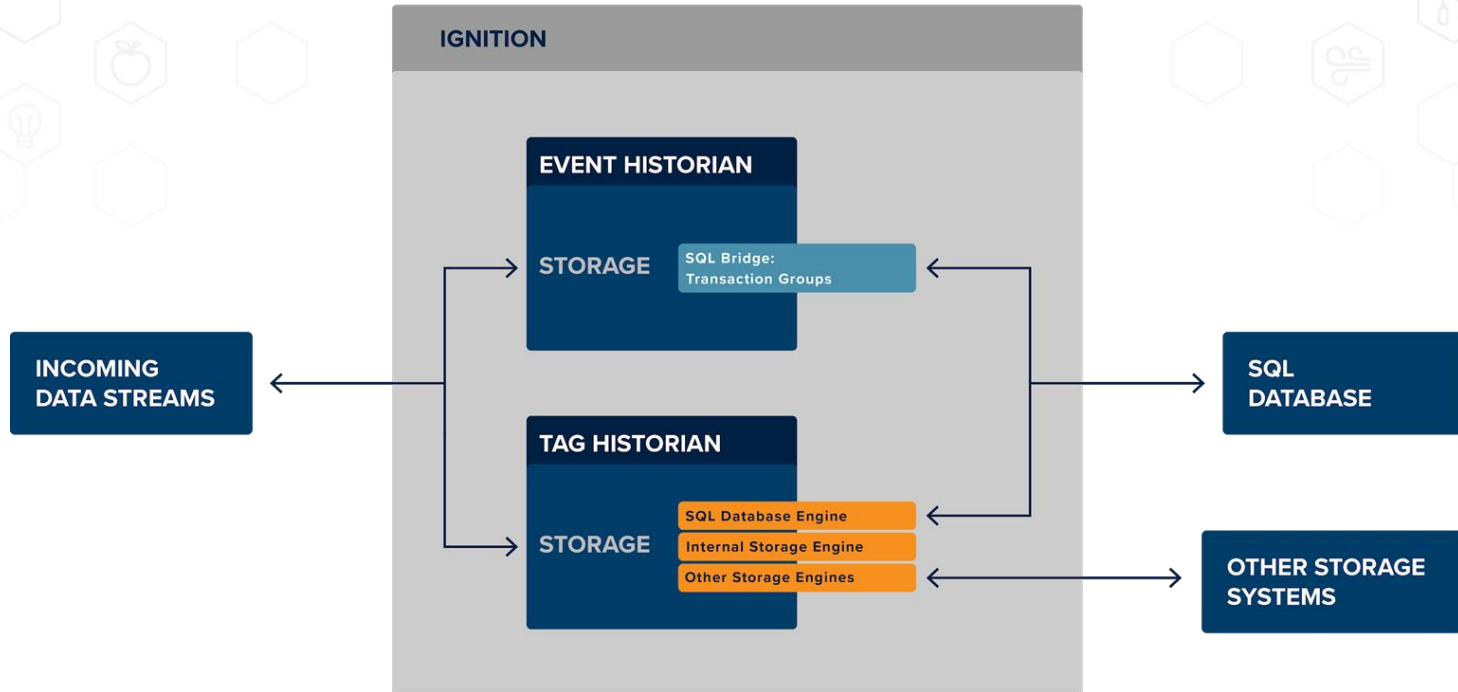 IGNITION
EVENT HISTORIAN
STORAGE
SQL Bridge:
Transaction Groups
INCOMING
DATA STREAMS
SQL
DATABASE
TAG HISTORIAN
STORAGE
SQL Database Engine
Internal Storage Engine
Other Storage Engines
OTHER STORAGE
SYSTEMS